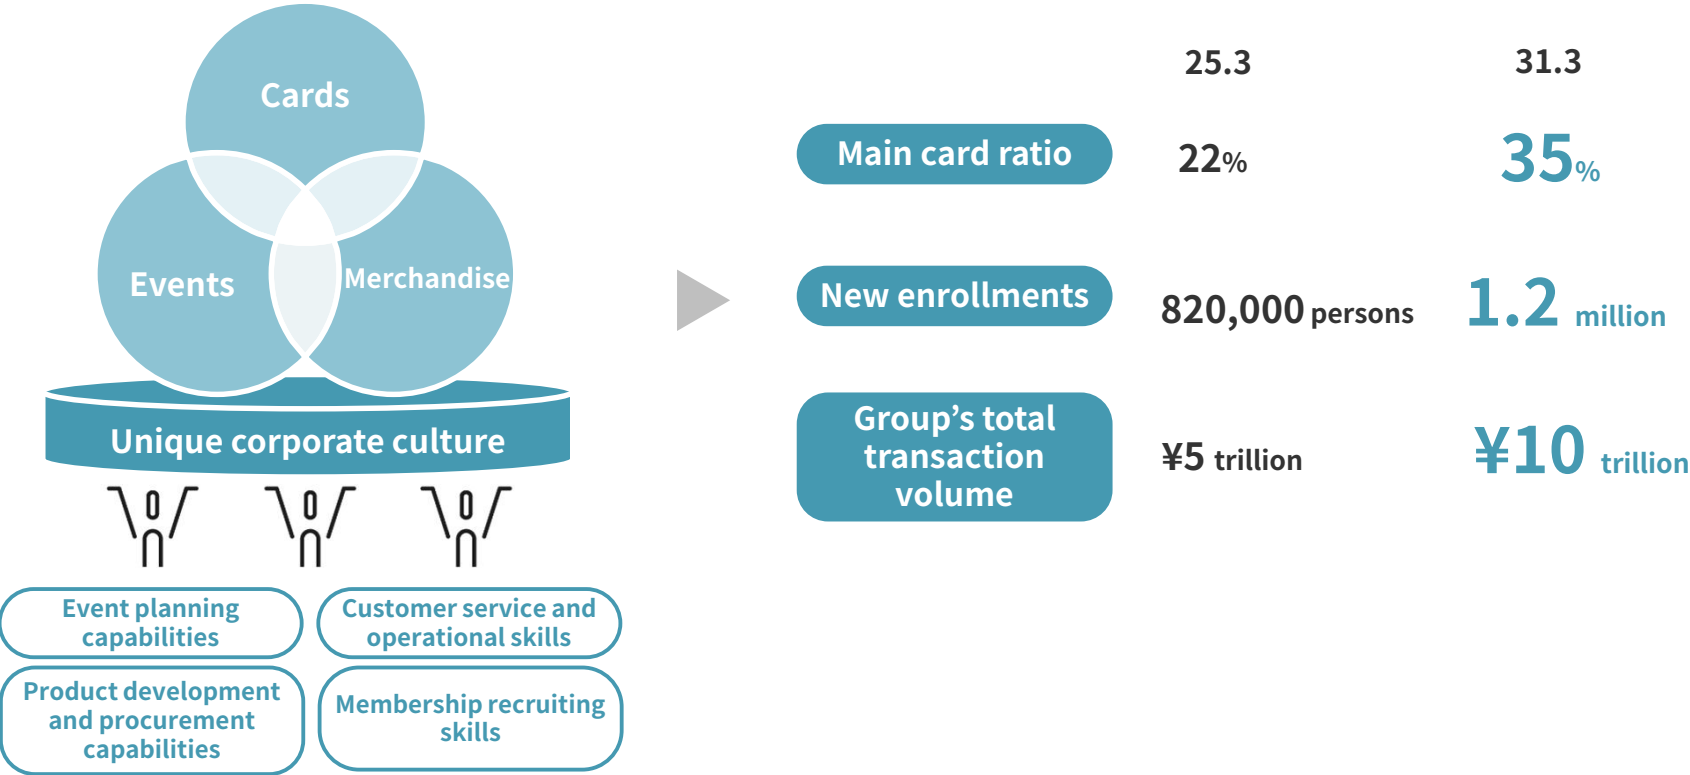 Cards
Events
Merchandise
Unique corporate culture
Event planning
capabilities
Customer service and
operational skills
Product development
and procurement
capabilities
Membership recruiting
skills
25.3
31.3
Main card ratio
22%
35%
New enrollments
820,000 persons
1.2 million
Group’s total
transaction
volume
¥5 trillion
¥10 trillion